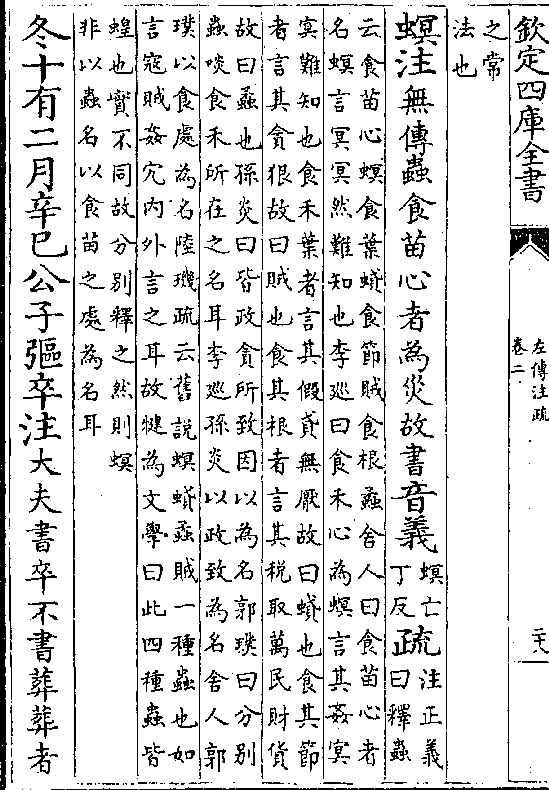 欽定四庫全書
左傳注疏
卷二
二十八
之常
法也
螟注無傳蟲食苗心者為災故書音義螟亡丁反疏注正義曰釋蟲
云食苗心螟食葉蟘食節賊食根蟊舍人曰食苗心者
名螟言冥冥然難知也李廵曰食禾心為螟言其姦冥
冥難知也食禾葉者言其假貣無厭故曰蟘也食其節
者言其貪狠故曰賊也食其根者言其税取萬民財貨
故曰蟊也孫炎曰皆政貪所致因以為名郭璞曰分别
蟲啖食禾所在之名耳李廵孫炎以政致為名舍人郭
璞以食處為名陸璣疏云舊說螟蟘蟊賊一種蟲也如
言寇賊姦穴内外言之耳故犍為文學曰此四種蟲皆
蝗也實不同故分别釋之然則螟
非以蟲名以食苗之處為名耳
冬十有二月辛巳公子彄卒注大夫書卒不書葬葬者